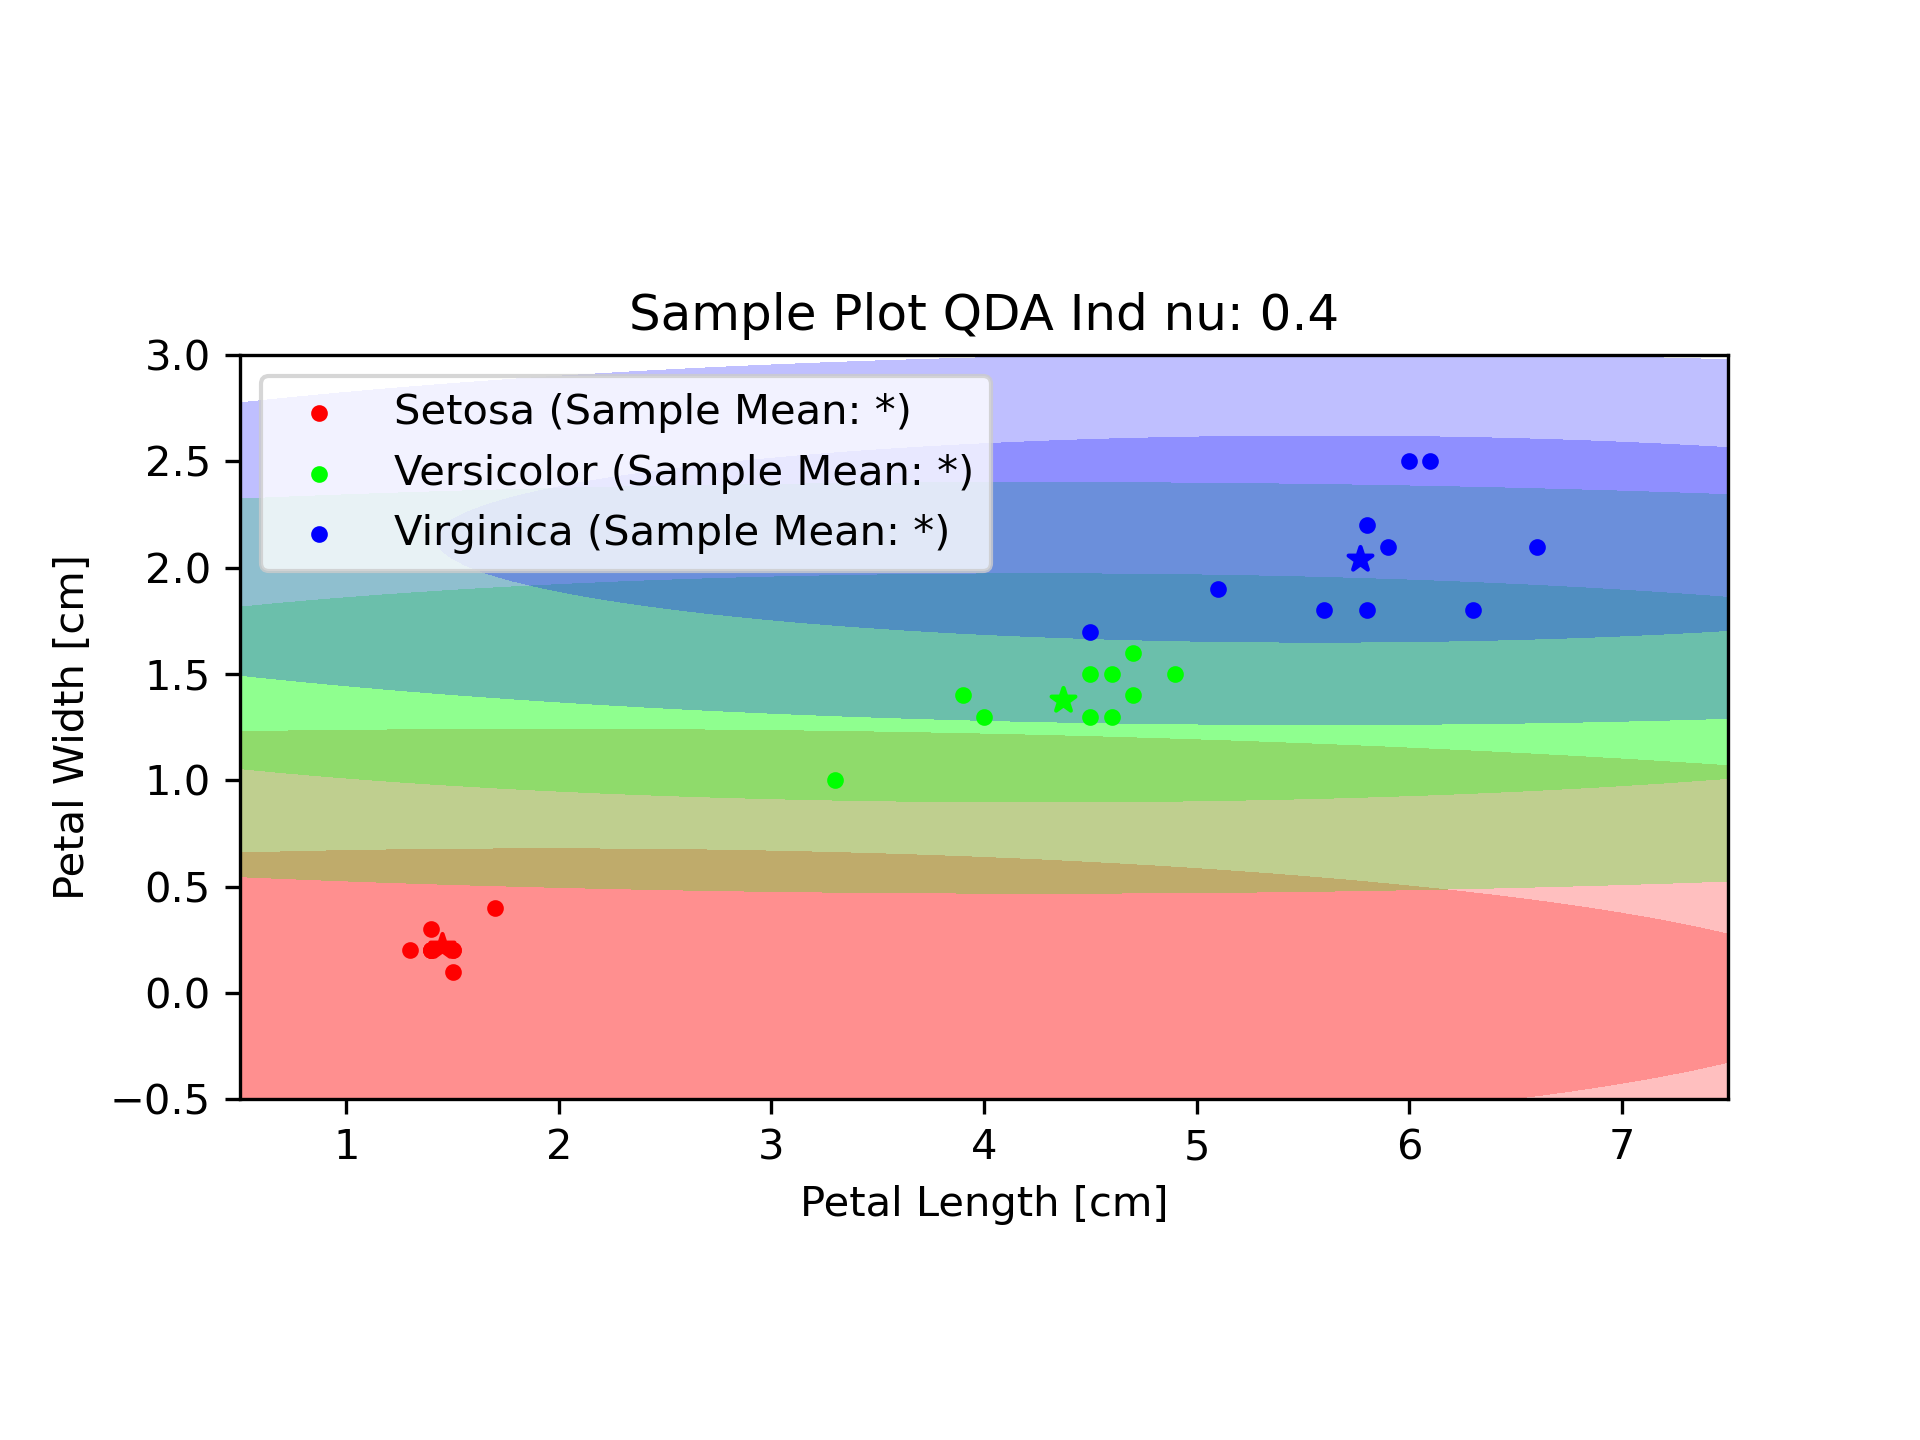 Sample Plot QDA Ind nu: 0.4
3.0
2.5
2.0
1.5
1.0
0.5
0.0
−0.5
Petal Width [cm]
Setosa (Sample Mean: *)
Versicolor (Sample Mean: *)
Virginica (Sample Mean: *)
1 2 3 4 5 6 7
Petal Length [cm]